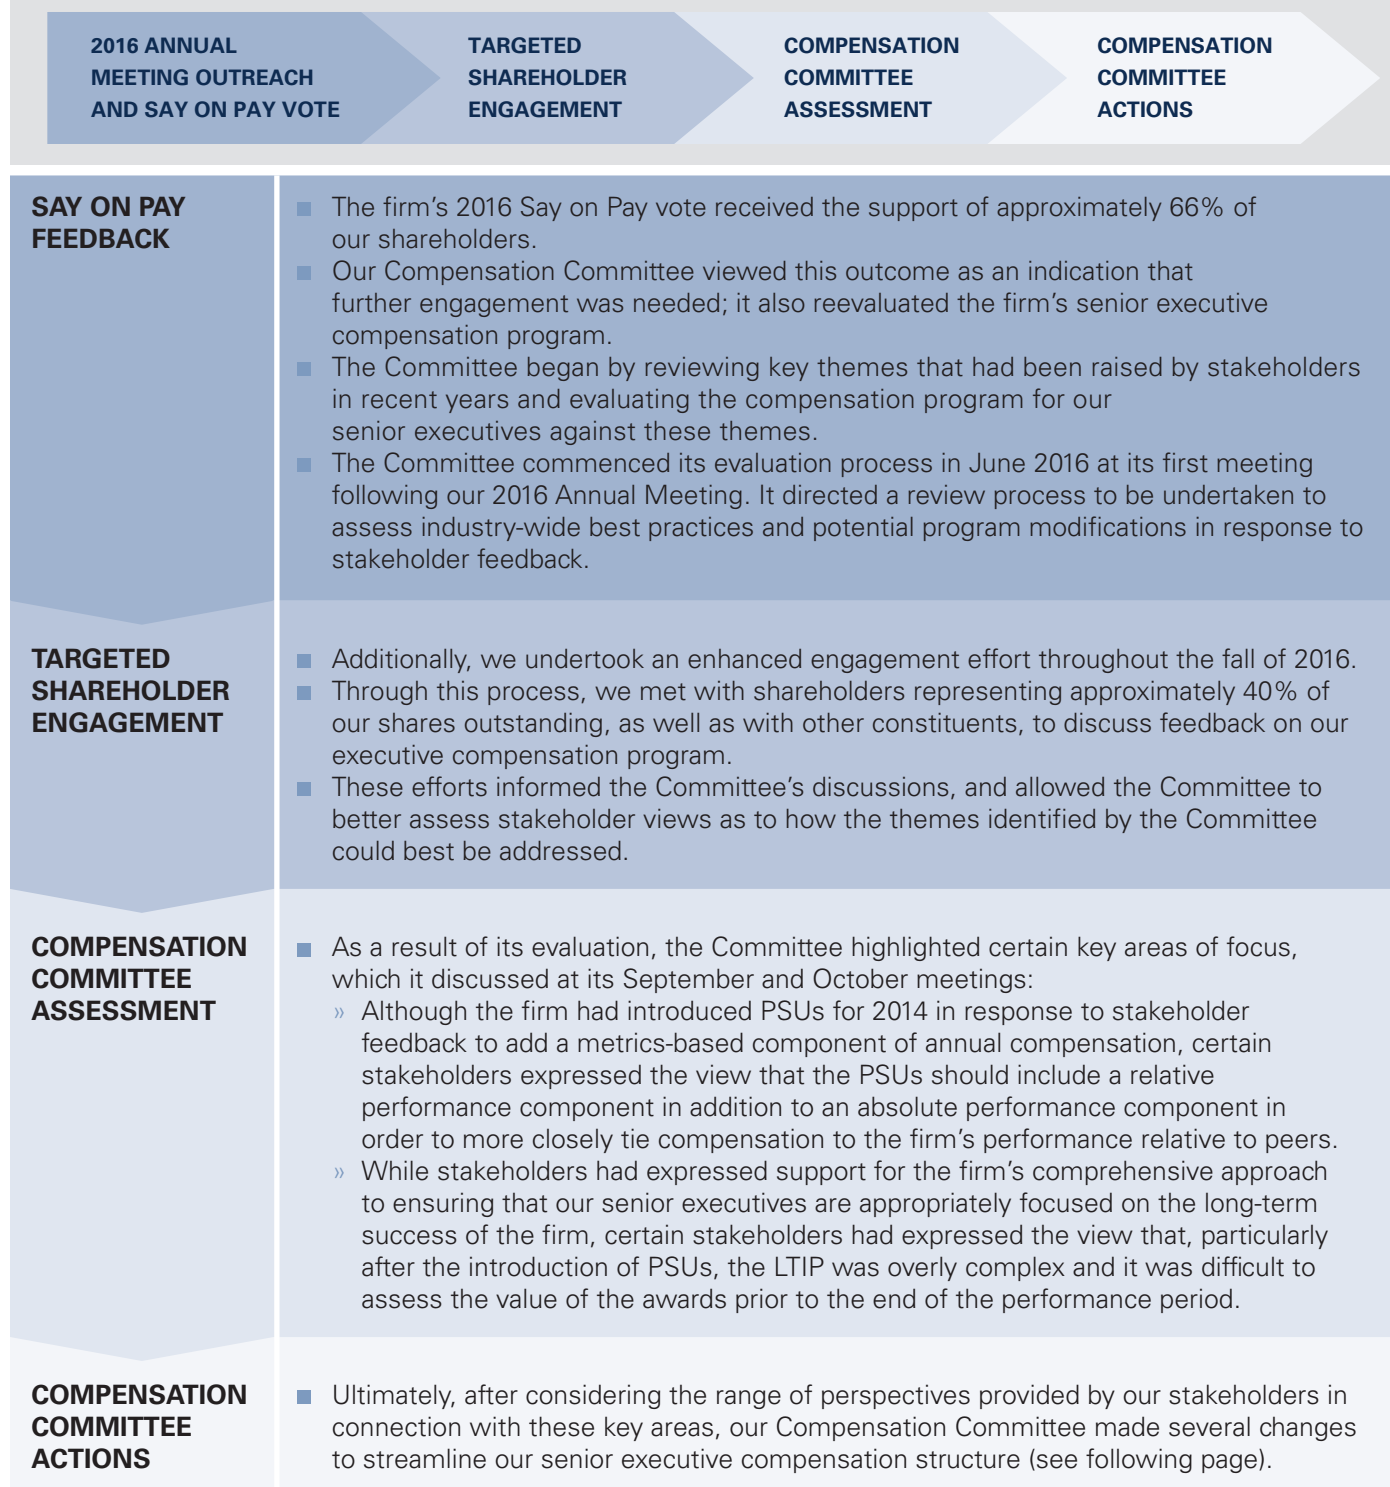 2016 ANNUAL
MEETING OUTREACH
AND SAY ON PAY VOTE
TARGETED
SHAREHOLDER
ENGAGEMENT
COMPENSATION
COMMITTEE
ASSESSMENT
COMPENSATION
COMMITTEE
ACTIONS
SAY ON PAY
FEEDBACK
■ The firm’s 2016 Say on Pay vote received the support of approximately 66% of
our shareholders.
■ Our Compensation Committee viewed this outcome as an indication that
further engagement was needed; it also reevaluated the firm’s senior executive
compensation program.
■ The Committee began by reviewing key themes that had been raised by stakeholders
in recent years and evaluating the compensation program for our
senior executives against these themes.
■ The Committee commenced its evaluation process in June 2016 at its first meeting
following our 2016 Annual Meeting. It directed a review process to be undertaken to
assess industry-wide best practices and potential program modifications in response to
stakeholder feedback.
TARGETED
SHAREHOLDER
ENGAGEMENT
■ Additionally, we undertook an enhanced engagement effort throughout the fall of 2016.
■ Through this process, we met with shareholders representing approximately 40% of
our shares outstanding, as well as with other constituents, to discuss feedback on our
executive compensation program.
■ These efforts informed the Committee’s discussions, and allowed the Committee to
better assess stakeholder views as to how the themes identified by the Committee
could best be addressed.
COMPENSATION
COMMITTEE
ASSESSMENT
■ As a result of its evaluation, the Committee highlighted certain key areas of focus,
which it discussed at its September and October meetings:
» Although the firm had introduced PSUs for 2014 in response to stakeholder
feedback to add a metrics-based component of annual compensation, certain
stakeholders expressed the view that the PSUs should include a relative
performance component in addition to an absolute performance component in
order to more closely tie compensation to the firm’s performance relative to peers.
» While stakeholders had expressed support for the firm’s comprehensive approach
to ensuring that our senior executives are appropriately focused on the long-term
success of the firm, certain stakeholders had expressed the view that, particularly
after the introduction of PSUs, the LTIP was overly complex and it was difficult to
assess the value of the awards prior to the end of the performance period.
COMPENSATION
COMMITTEE
ACTIONS
■ Ultimately, after considering the range of perspectives provided by our stakeholders in
connection with these key areas, our Compensation Committee made several changes
to streamline our senior executive compensation structure (see following page).